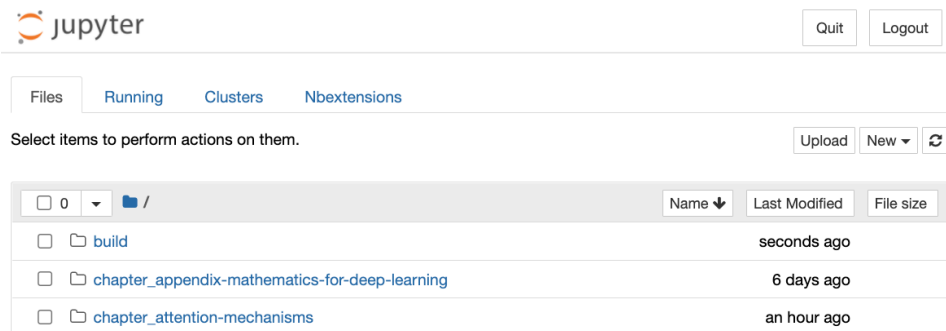 jupyter
Quit Logout
Files Running Clusters Nbextensions
Select items to perform actions on them.
Upload New
0 / Name Last Modified File size
build seconds ago
chapter_appendix-mathematics-for-deep-learning 6 days ago
chapter_attention-mechanisms an hour ago